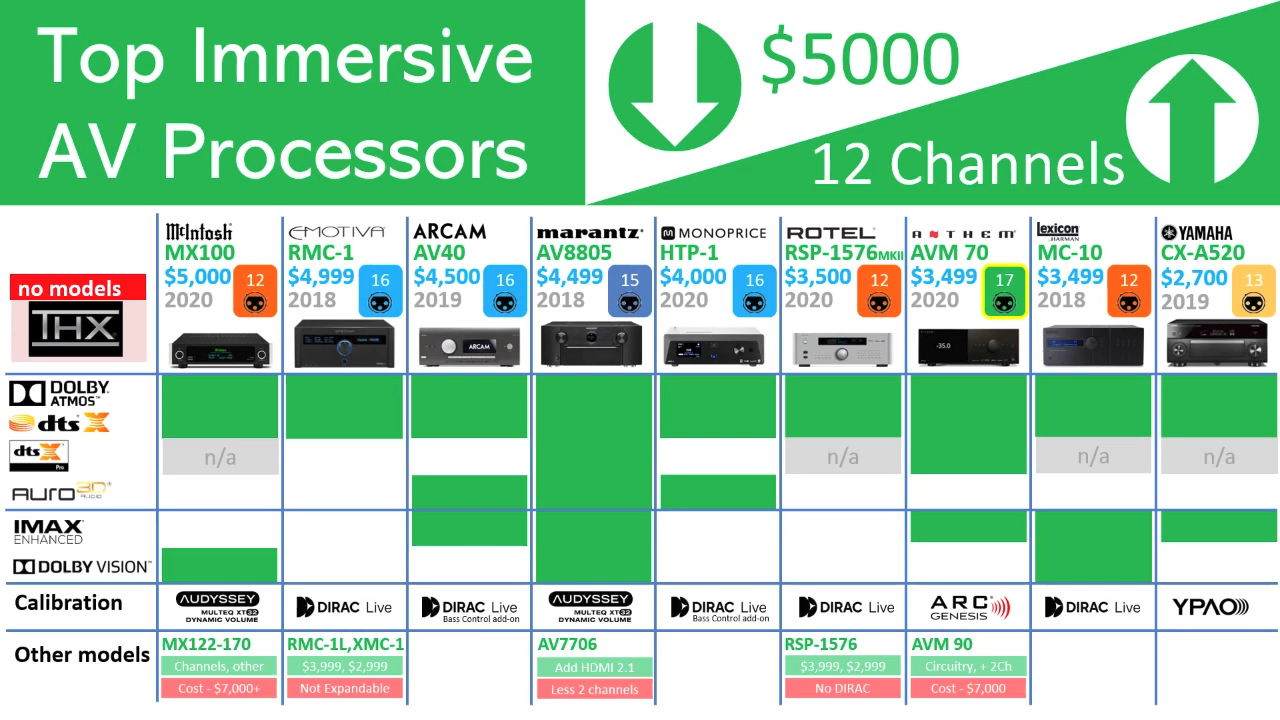 Top Immersive
AV Processors
$5000
12 Channels
McIntosh
MX100
$5,000
2020
12
EMOTIVA
RMC-1
$4,999
2018
16
ARCAM
AV40
$4,500
2019
16
marantz
AV8805
$4,499
2018
15
MONOPRICE
HTP-1
$4,000
2020
16
ROTEL
RSP-1576MKII
$3,500
2020
12
ANTHEM
AVM 70
$3,499
2020
17
lexicon
BY HARMAN
MC-10
$3,499
2018
12
YAMAHA
CX-A520
$2,700
2019
13
no models
THX
ARCAM
-35.0
DOLBY
ATMOS
dts X
dts X
Pro
n/a
n/a
n/a
n/a
AURO 3D
AUDIO
IMAX
ENHANCED
DOLBY VISION
Calibration
AUDYSSEY
MULTEQ XT32
DYNAMIC VOLUME
DIRAC Live
DIRAC Live
Bass Control add-on
AUDYSSEY
MULTEQ XT32
DYNAMIC VOLUME
DIRAC Live
Bass Control add-on
DIRAC Live
ARC
GENESIS
DIRAC Live
YPAO
Other models
MX122-170
Channels, other
Cost - $7,000+
RMC-1L,XMC-1
$3,999, $2,999
Not Expandable
AV7706
Add HDMI 2.1
Less 2 channels
RSP-1576
$3,999, $2,999
No DIRAC
AVM 90
Circuitry, + 2Ch
Cost - $7,000